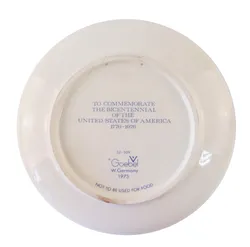 TO COMMEMORATE
THE BICENTENNIAL
OF THE
UNITED STATES OF AMERICA
1776-1976
Goebel
W. Germany
1975
NOT TO BE USED FOR FOOD